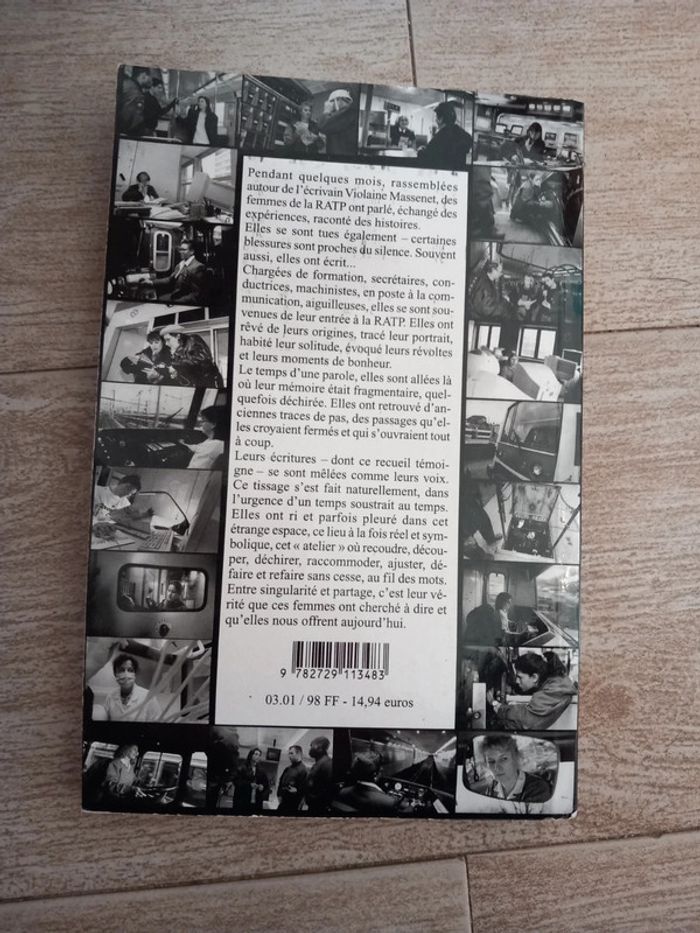 Pendant quelques mois, rassemblées
autour de l'écrivain Violaine Massenet, des
femmes de la RATP ont parlé, échangé des
expériences, raconté des histoires.
Elles se sont tues également – certaines
blessures sont proches du silence. Souvent
aussi, elles ont écrit...
Chargées de formation, secrétaires, con-
ductrices, machinistes, en poste à la com-
munication, aiguilleuses, elles se sont sou-
venues de leur entrée à la RATP. Elles ont
rêvé de leurs origines, tracé leur portrait,
habité leur solitude, évoqué leurs révoltes
et leurs moments de bonheur.
Le temps d'une parole, elles sont allées là
où leur mémoire était fragmentaire, quel-
quefois déchirée. Elles ont retrouvé d'an-
ciennes traces de pas, des passages qu'el-
les croyaient fermés et qui s'ouvraient tout
à coup.
Leurs écritures – dont ce recueil témoi-
gne – se sont mêlées comme leurs voix.
Ce tissage s'est fait naturellement, dans
l'urgence d'un temps soustrait au temps.
Elles ont ri et parfois pleuré dans cet
étrange espace, ce lieu à la fois réel et sym-
bolique, cet « atelier » où recoudre, décou-
per, déchirer, raccommoder, ajuster, dé-
faire et refaire sans cesse, au fil des mots.
Entre singularité et partage, c'est leur vé-
rité que ces femmes ont cherché à dire et
qu'elles nous offrent aujourd'hui.
9 782729 113483
03.01 / 98 FF - 14,94 euros